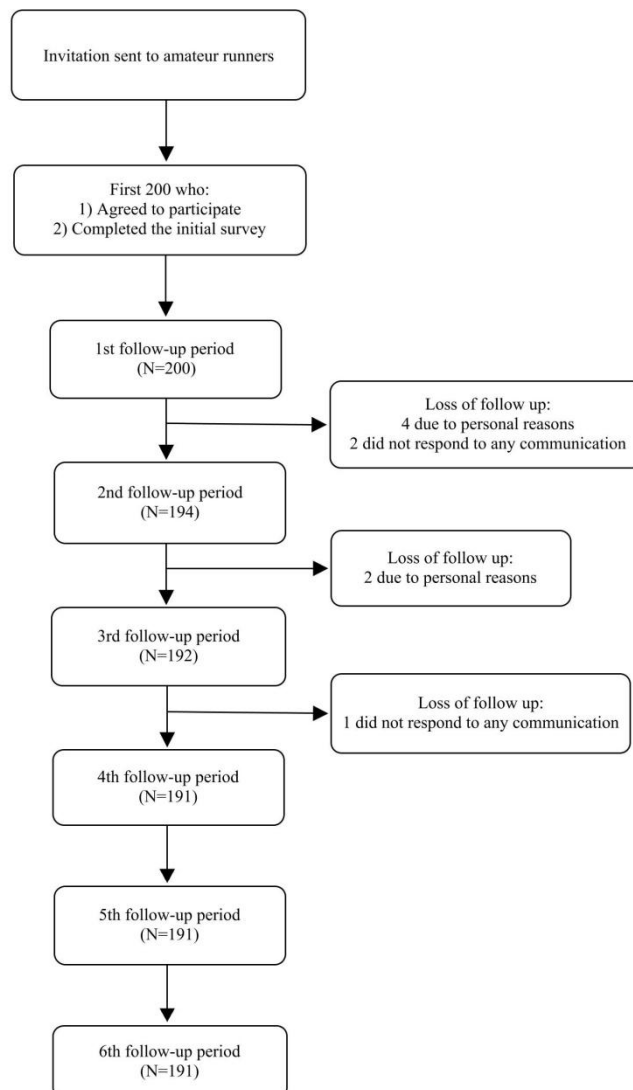 Invitation sent to amateur runners
First 200 who:
1) Agreed to participate
2) Completed the initial survey
1st follow-up period
(N=200)
Loss of follow up:
4 due to personal reasons
2 did not respond to any communication
2nd follow-up period
(N=194)
Loss of follow up:
2 due to personal reasons
3rd follow-up period
(N=192)
Loss of follow up:
1 did not respond to any communication
4th follow-up period
(N=191)
5th follow-up period
(N=191)
6th follow-up period
(N=191)